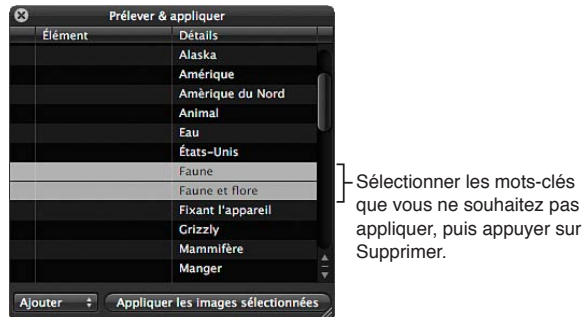 Prélever & appliquer
Élément Détails
Alaska
Amérique
Amèrique du Nord
Animal
Eau
États-Unis
Faune
Faune et flore
Fixant l'appareil
Grizzly
Mammifère
Manger
Ajouter Appliquer les images sélectionnées
Sélectionner les mots-clés
que vous ne souhaitez pas
appliquer, puis appuyer sur
Supprimer.